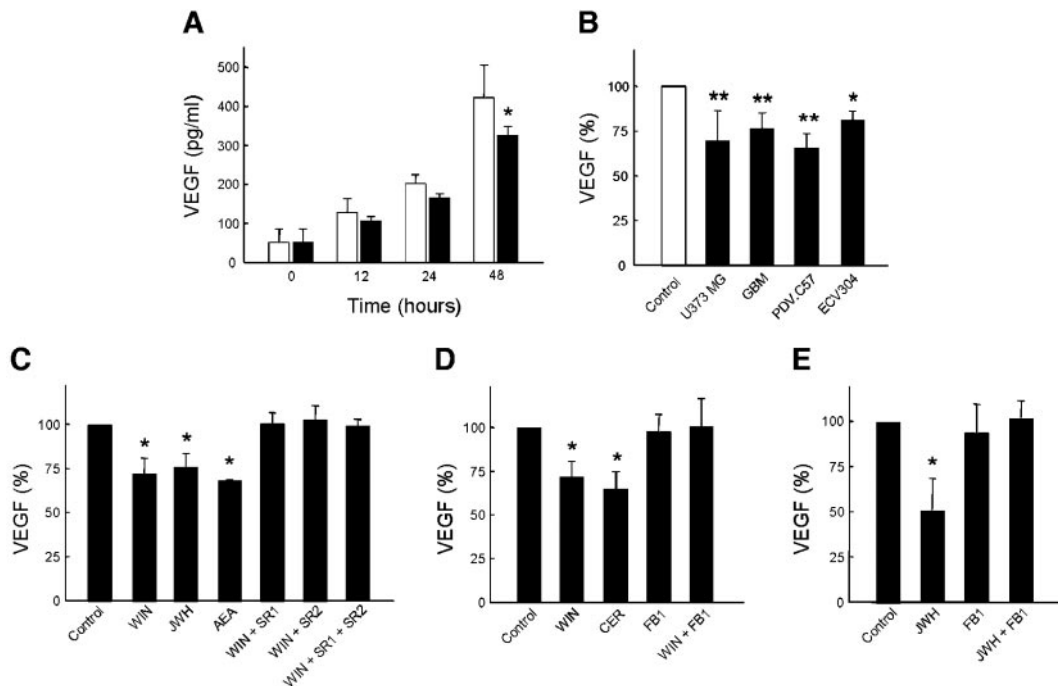 A
VEGF (pg/ml)
500
400
300
200
100
0
*
0 12 24 48
Time (hours)
B
VEGF (%)
100
75
50
25
0
** ** ** *
Control U373 MG GBM PDV.C57 ECV304
C
VEGF (%)
100
75
50
25
0
* * *
Control WIN JWH AEA WIN + SR1 WIN + SR2 WIN + SR1 + SR2
D
VEGF (%)
100
75
50
25
0
* *
Control WIN CER FB1 WIN + FB1
E
VEGF (%)
100
75
50
25
0
*
Control JWH FB1 JWH + FB1